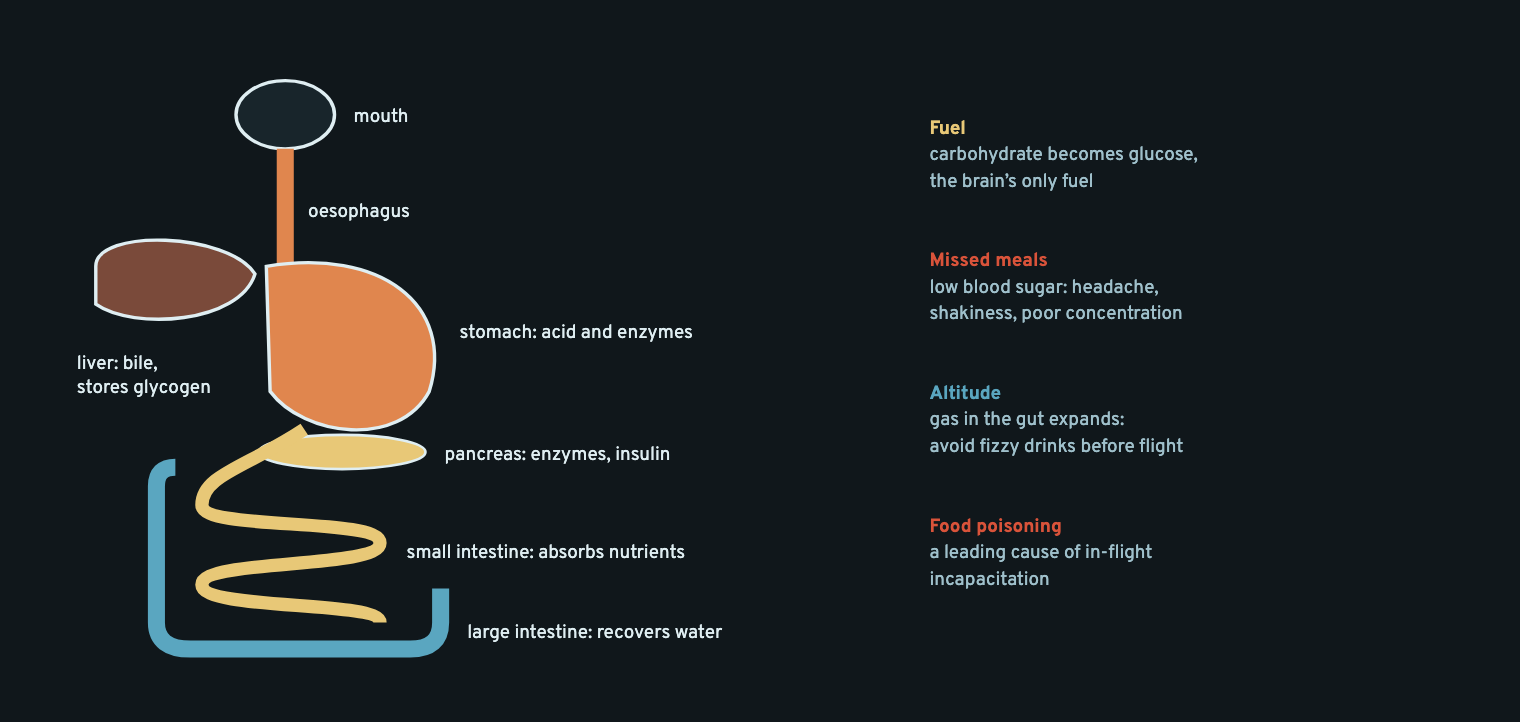 mouth
oesophagus
liver: bile,
stores glycogen
stomach: acid and enzymes
pancreas: enzymes, insulin
small intestine: absorbs nutrients
large intestine: recovers water
Fuel
carbohydrate becomes glucose,
the brain’s only fuel
Missed meals
low blood sugar: headache,
shakiness, poor concentration
Altitude
gas in the gut expands:
avoid fizzy drinks before flight
Food poisoning
a leading cause of in-flight
incapacitation